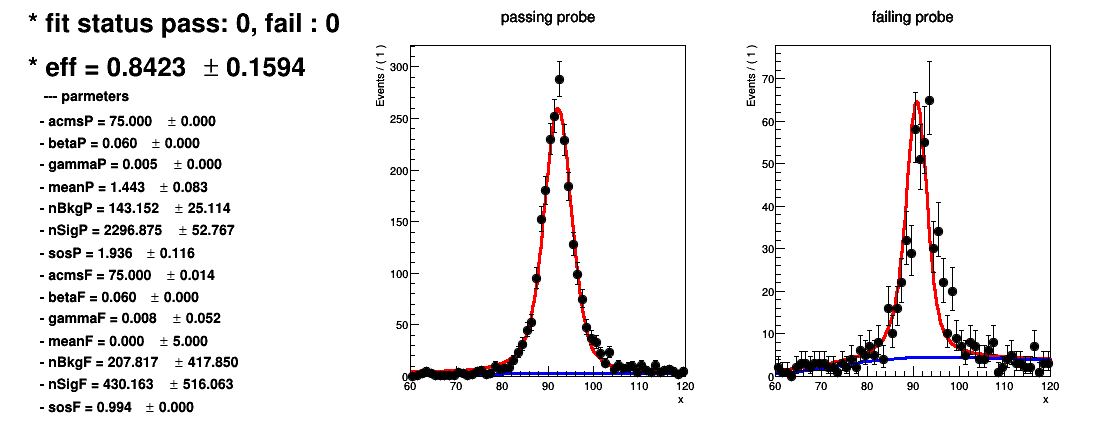 * fit status pass: 0, fail : 0
* eff = 0.8423 ± 0.1594
--- parmeters
- acmsP = 75.000 ± 0.000
- betaP = 0.060 ± 0.000
- gammaP = 0.005 ± 0.000
- meanP = 1.443 ± 0.083
- nBkgP = 143.152 ± 25.114
- nSigP = 2296.875 ± 52.767
- sosP = 1.936 ± 0.116
- acmsF = 75.000 ± 0.014
- betaF = 0.060 ± 0.000
- gammaF = 0.008 ± 0.052
- meanF = 0.000 ± 5.000
- nBkgF = 207.817 ± 417.850
- nSigF = 430.163 ± 516.063
- sosF = 0.994 ± 0.000
passing probe
Events / ( 1 )
300
250
200
150
100
50
0
60 70 80 90 100 110 120
x
failing probe
Events / ( 1 )
70
60
50
40
30
20
10
0
60 70 80 90 100 110 120
x